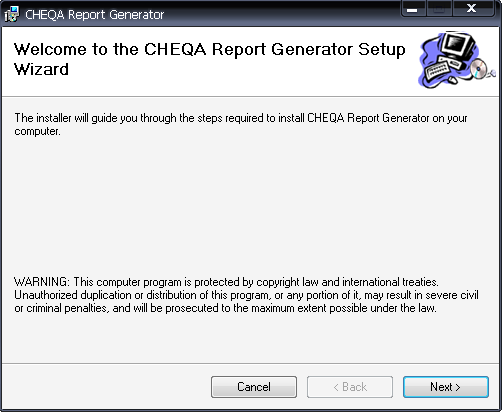 CHEQA Report Generator
Welcome to the CHEQA Report Generator Setup
Wizard
The installer will guide you through the steps required to install CHEQA Report Generator on your
computer.
WARNING: This computer program is protected by copyright law and international treaties.
Unauthorized duplication or distribution of this program, or any portion of it, may result in severe civil
or criminal penalties, and will be prosecuted to the maximum extent possible under the law.
Cancel
< Back
Next >